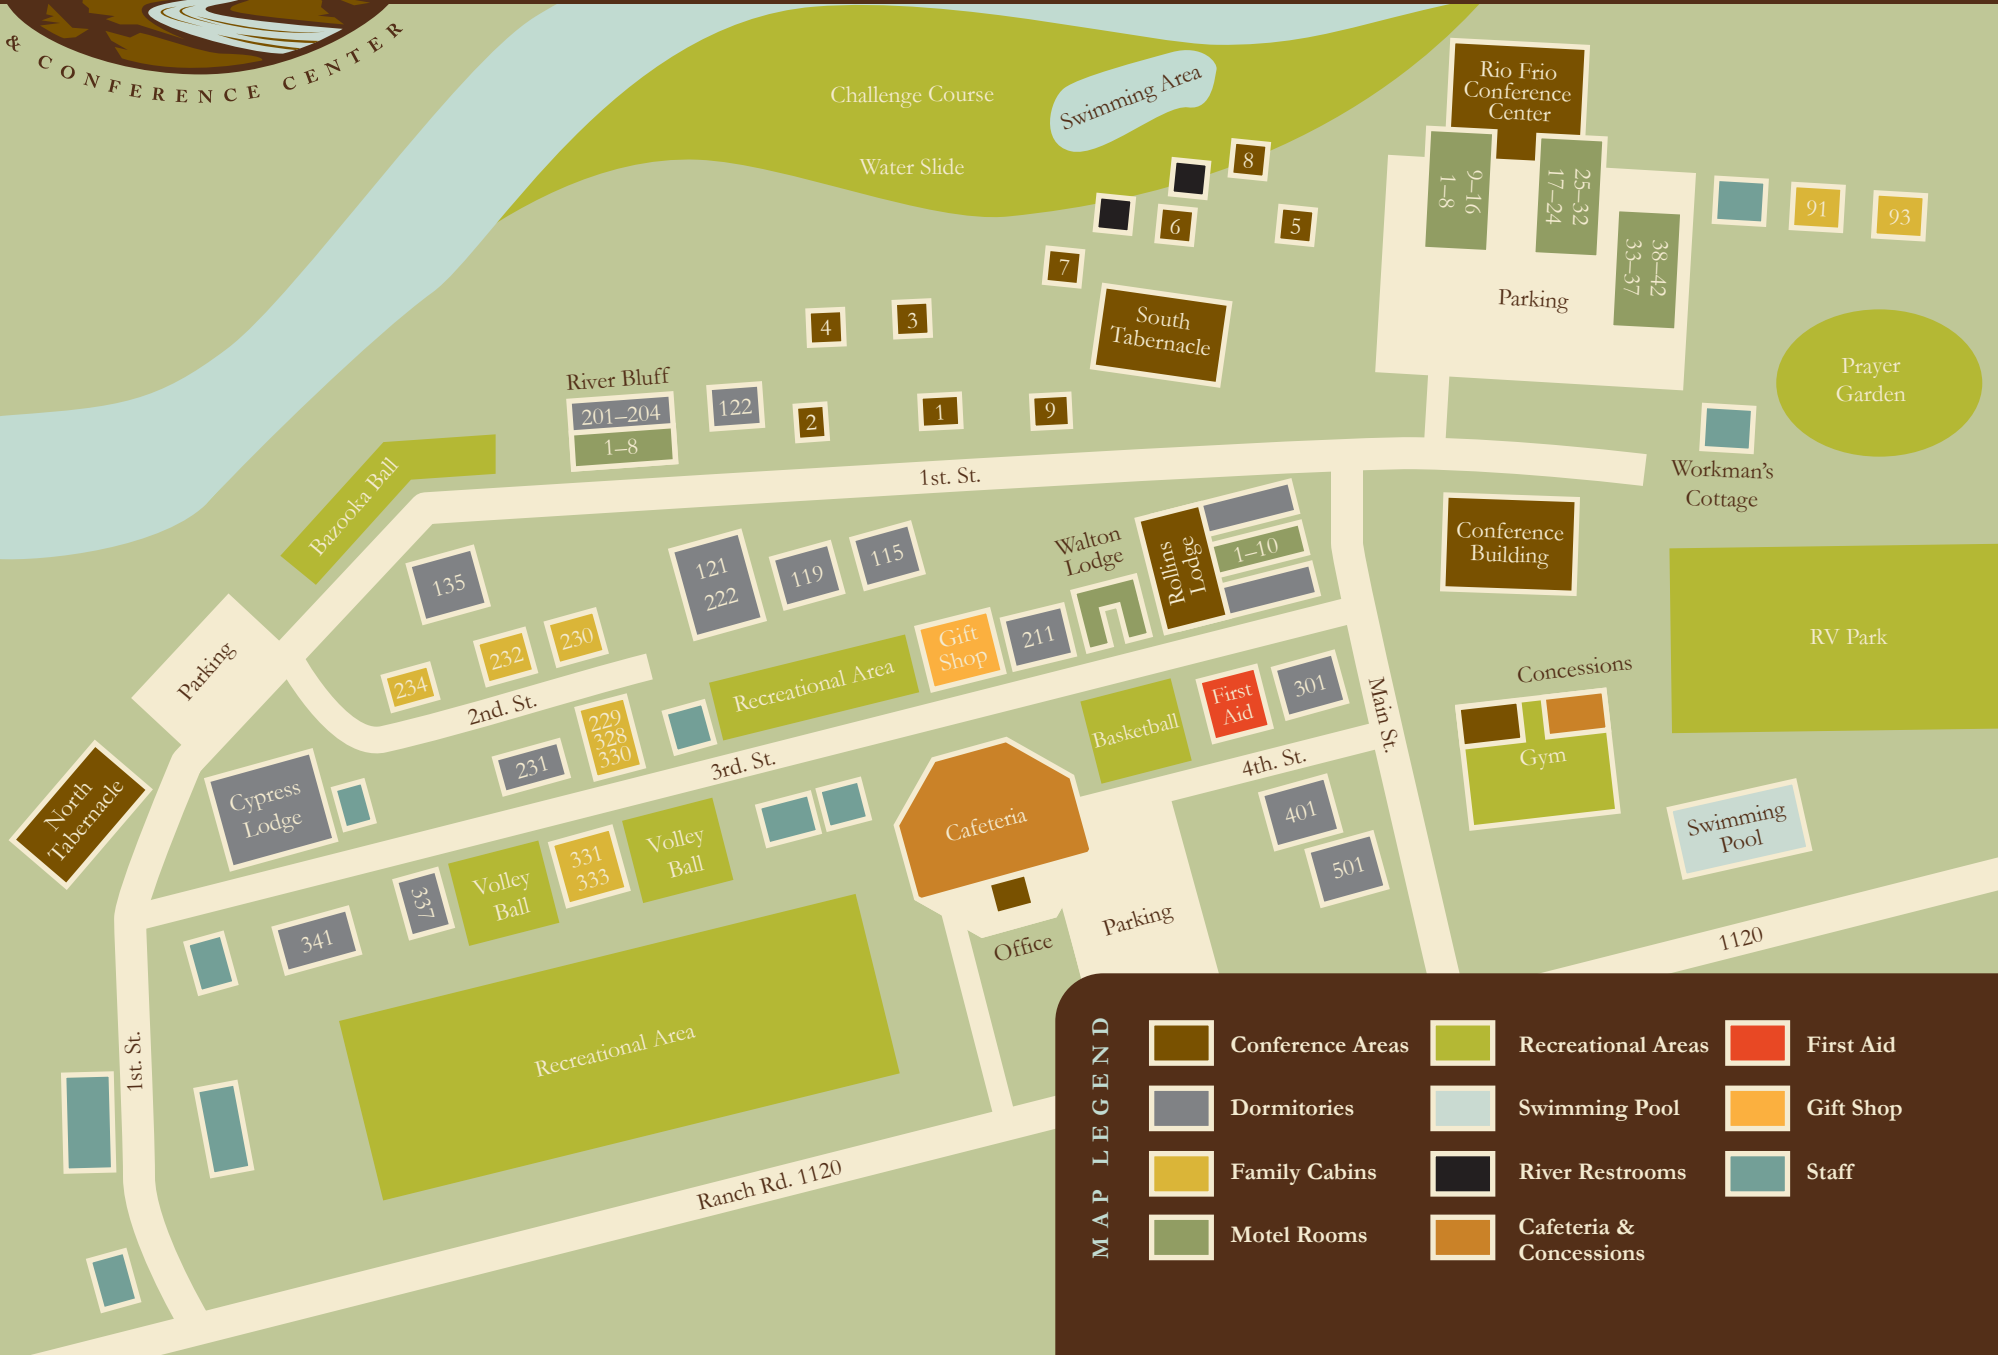 & CONFERENCE CENTER
Challenge Course
Swimming Area
Water Slide
Rio Frio
Conference
Center
9–16
1–8
25–32
17–24
38–42
33–37
Parking
91
93
8
6
5
7
4
3
South
Tabernacle
Prayer
Garden
River Bluff
201–204
1–8
122
2
1
9
Workman's
Cottage
Bazooka Ball
1st. St.
Conference
Building
RV Park
135
121
222
119
115
Walton
Lodge
Rollins
Lodge
1–10
234
232
230
2nd. St.
Recreational Area
Gift
Shop
211
Parking
North
Tabernacle
Cypress
Lodge
231
229
328
330
3rd. St.
Basketball
First
Aid
301
Main St.
4th. St.
Concessions
Gym
Swimming
Pool
Cafeteria
401
501
Office
Parking
1120
341
337
Volley
Ball
331
333
Volley
Ball
Recreational Area
1st. St.
Ranch Rd. 1120
MAP LEGEND
Conference Areas
Dormitories
Family Cabins
Motel Rooms
Recreational Areas
Swimming Pool
River Restrooms
Cafeteria &
Concessions
First Aid
Gift Shop
Staff